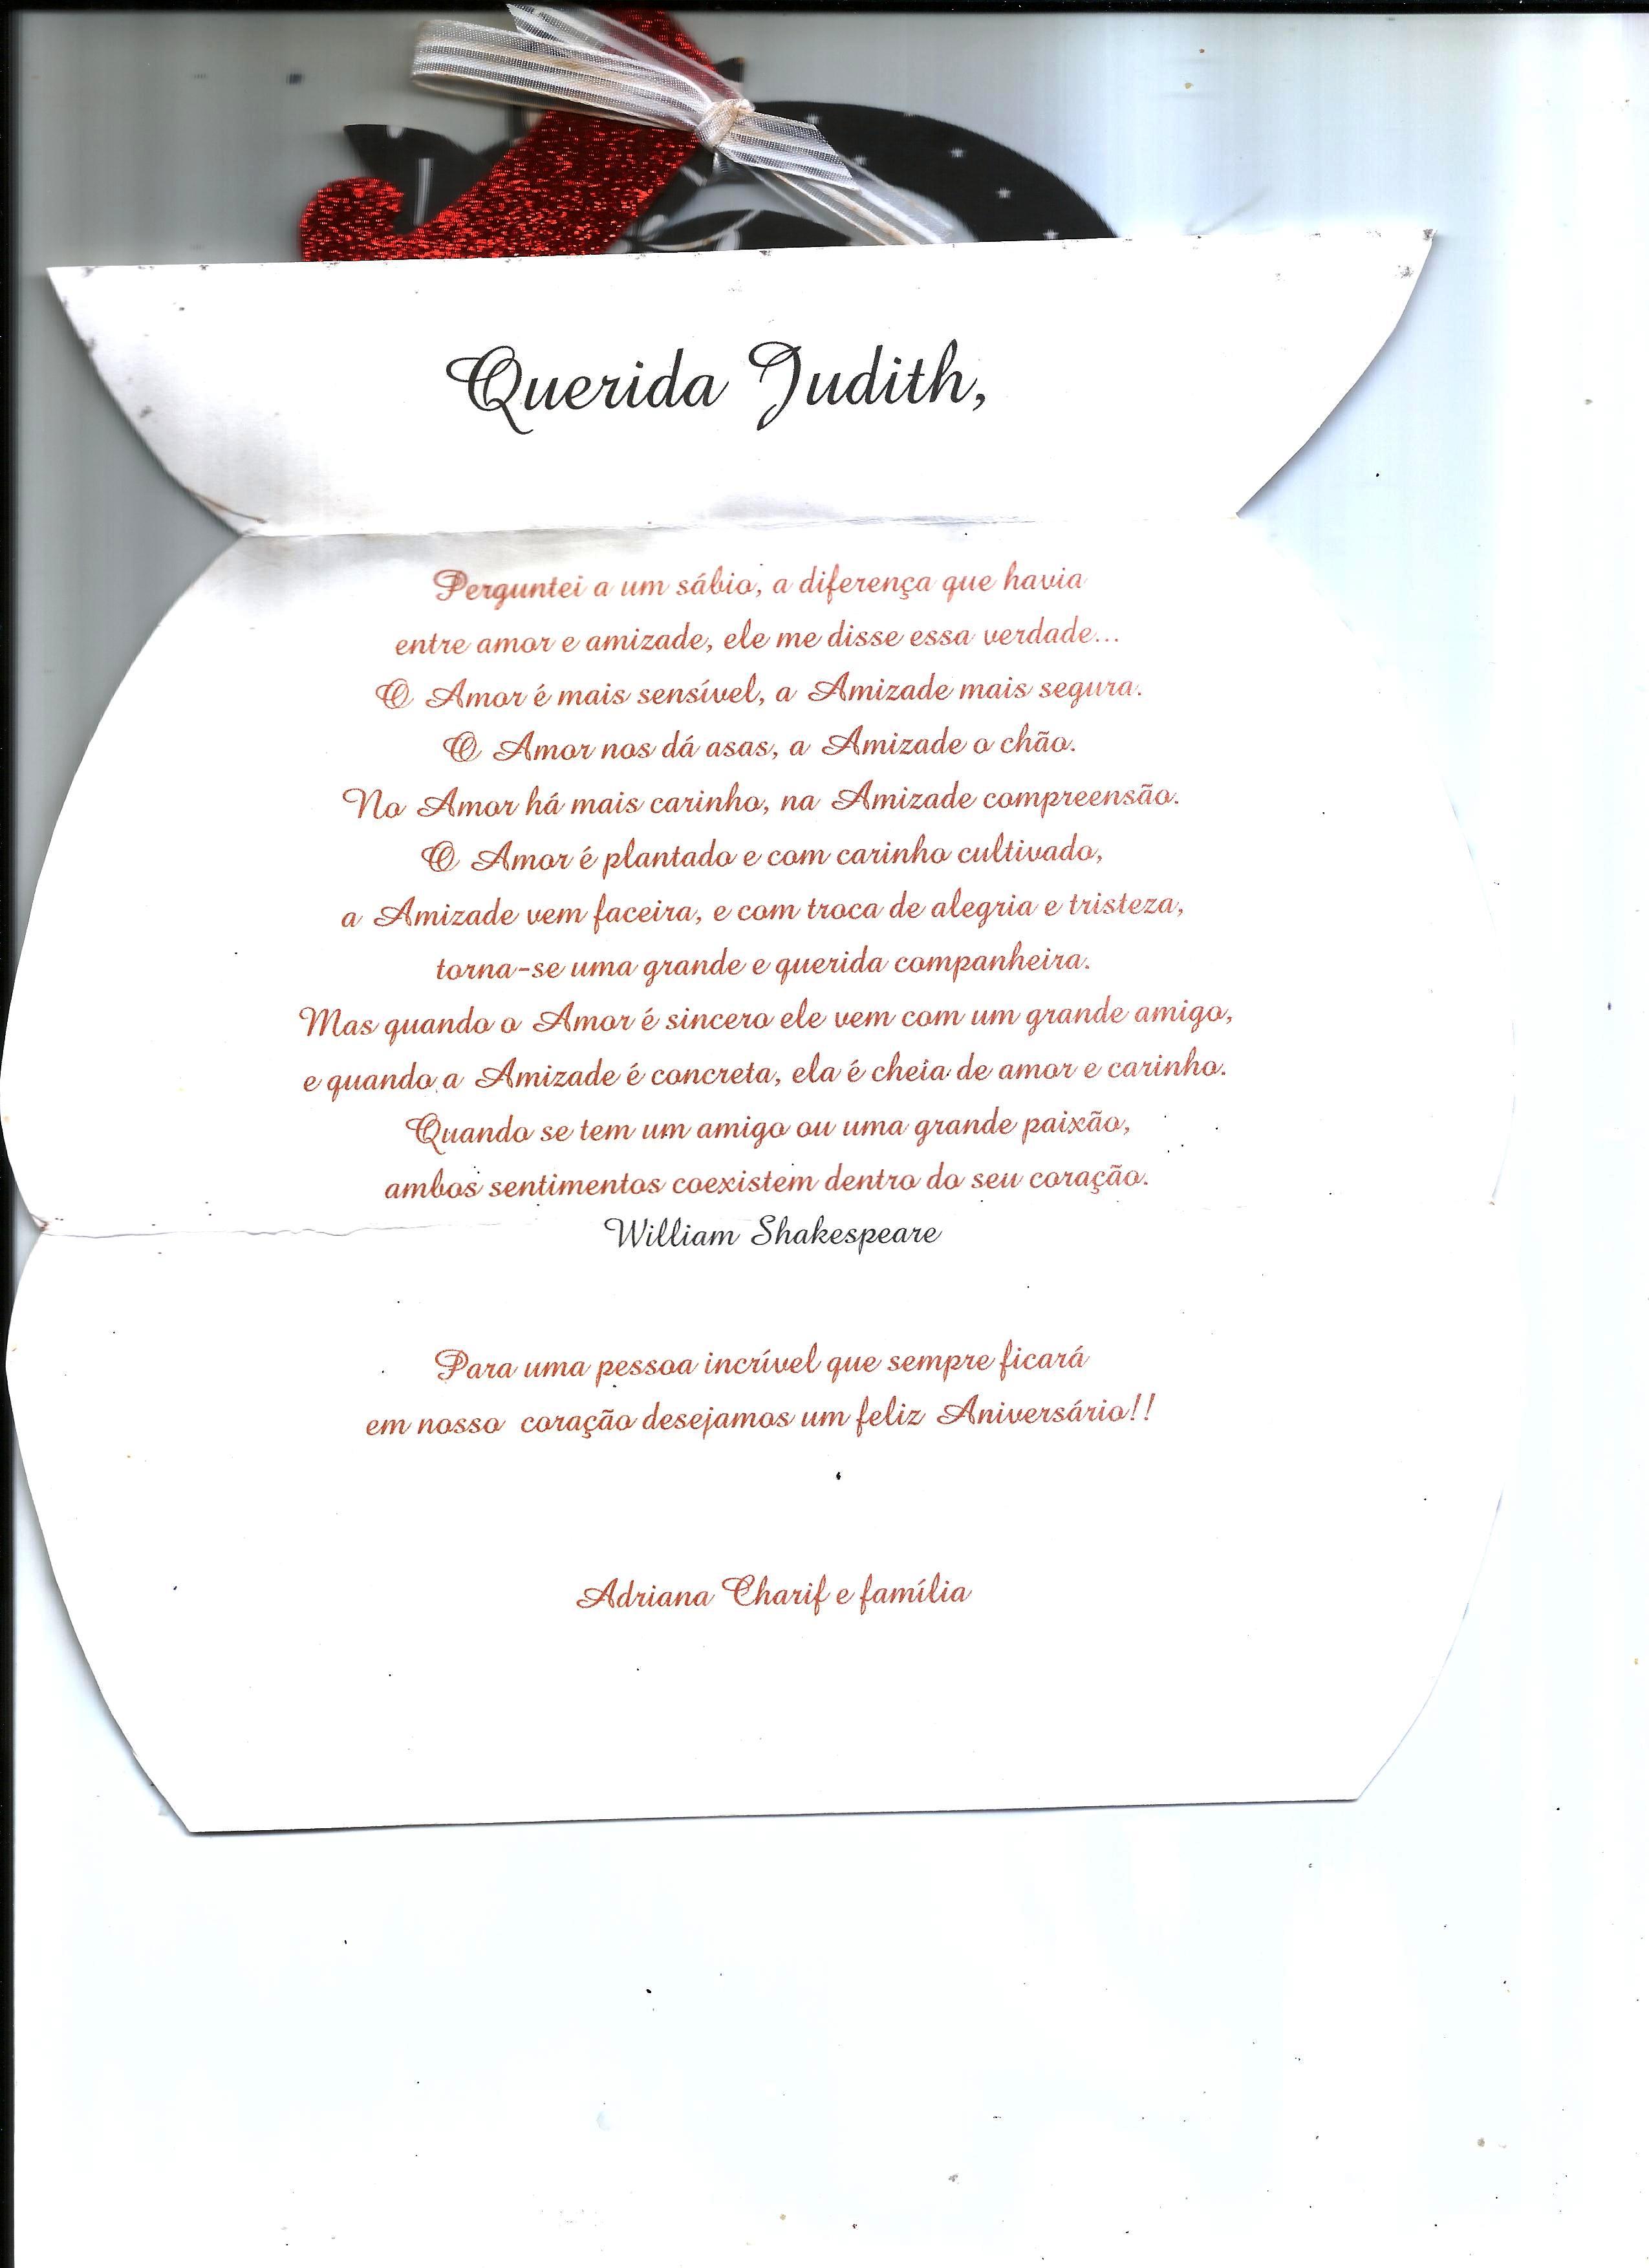 Querida Judith,
Perguntei a um sábio, a diferença que havia
entre amor e amizade, ele me disse essa verdade...
O Amor é mais sensível, a Amizade mais segura.
O Amor nos dá asas, a Amizade o chão.
No Amor há mais carinho, na Amizade compreensão.
O Amor é plantado e com carinho cultivado,
a Amizade vem faceira, e com troca de alegria e tristeza,
torna-se uma grande e querida companheira.
Mas quando o Amor é sincero ele vem com um grande amigo,
e quando a Amizade é concreta, ela é cheia de amor e carinho.
Quando se tem um amigo ou uma grande paixão,
ambos sentimentos coexistem dentro do seu coração.
William Shakespeare
Para uma pessoa incrível que sempre ficará
em nosso coração desejamos um feliz Aniversário!!
Adriana Charif e família